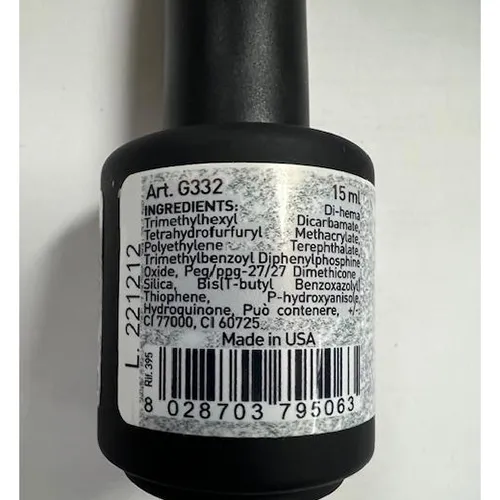 Art. G332 15 ml
INGREDIENTS: Di-hema
Trimethylhexyl Dicarbamate,
Tetrahydrofurfuryl Methacrylate,
Polyethylene Terephthalate,
Trimethylbenzoyl Diphenylphosphine
Oxide, Peg/ppg-27/27 Dimethicone
Silica, Bis(T-butyl Benzoxazolyl
Thiophene, P-hydroxyanisole
Hydroquinone, Può contenere, +/-
CI 77000, CI 60725
Made in USA
L. 221212
Ril. 395
8 028703 795063